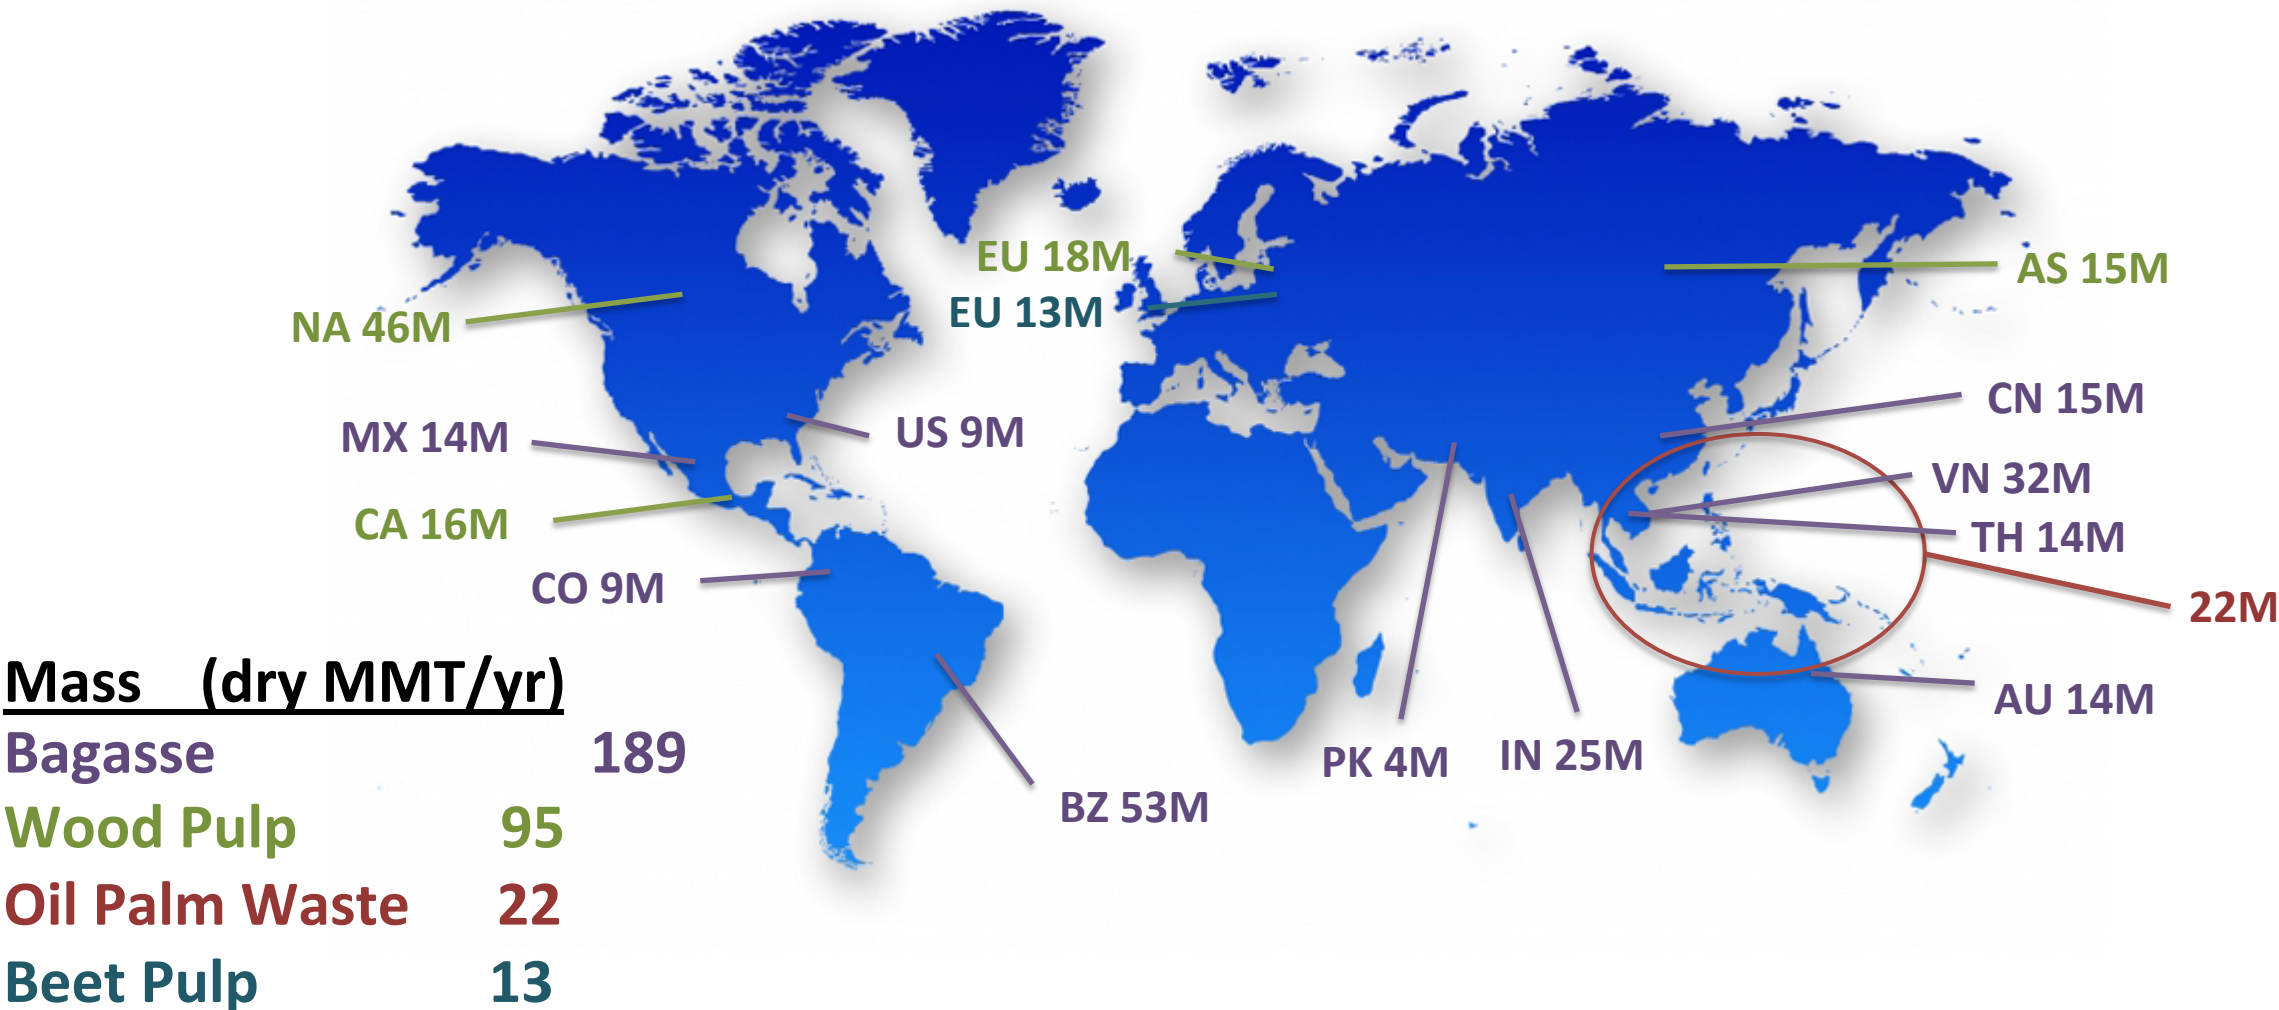 EU 18M
AS 15M
EU 13M
NA 46M
CN 15M
MX 14M
US 9M
VN 32M
CA 16M
TH 14M
CO 9M
22M
Mass (dry MMT/yr)
AU 14M
Bagasse 189
PK 4M
IN 25M
BZ 53M
Wood Pulp 95
Oil Palm Waste 22
Beet Pulp 13